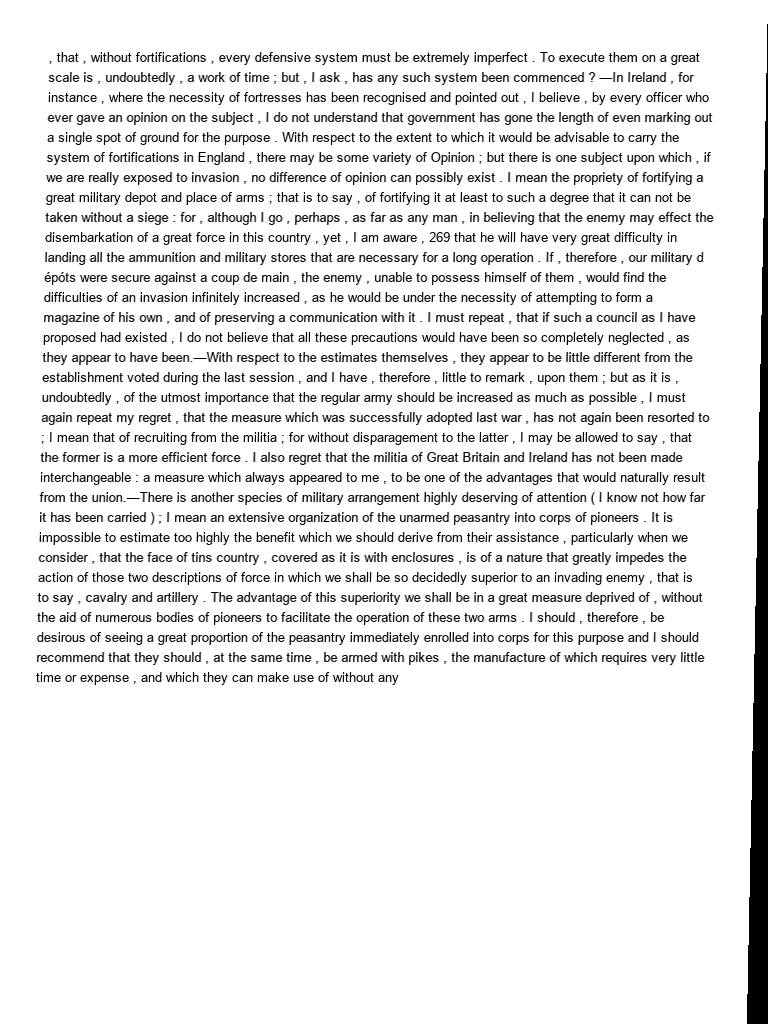 , that , without fortifications , every defensive system must be extremely imperfect . To execute them on a great
scale is , undoubtedly , a work of time ; but , I ask , has any such system been commenced ? —In Ireland , for
instance , where the necessity of fortresses has been recognised and pointed out , I believe , by every officer who
ever gave an opinion on the subject , I do not understand that government has gone the length of even marking out
a single spot of ground for the purpose . With respect to the extent to which it would be advisable to carry the
system of fortifications in England , there may be some variety of Opinion ; but there is one subject upon which , if
we are really exposed to invasion , no difference of opinion can possibly exist . I mean the propriety of fortifying a
great military depot and place of arms ; that is to say , of fortifying it at least to such a degree that it can not be
taken without a siege : for , although I go , perhaps , as far as any man , in believing that the enemy may effect the
disembarkation of a great force in this country , yet , I am aware , 269 that he will have very great difficulty in
landing all the ammunition and military stores that are necessary for a long operation . If , therefore , our military d
épóts were secure against a coup de main , the enemy , unable to possess himself of them , would find the
difficulties of an invasion infinitely increased , as he would be under the necessity of attempting to form a
magazine of his own , and of preserving a communication with it . I must repeat , that if such a council as I have
proposed had existed , I do not believe that all these precautions would have been so completely neglected , as
they appear to have been.—With respect to the estimates themselves , they appear to be little different from the
establishment voted during the last session , and I have , therefore , little to remark , upon them ; but as it is ,
undoubtedly , of the utmost importance that the regular army should be increased as much as possible , I must
again repeat my regret , that the measure which was successfully adopted last war , has not again been resorted to
; I mean that of recruiting from the militia ; for without disparagement to the latter , I may be allowed to say , that
the former is a more efficient force . I also regret that the militia of Great Britain and Ireland has not been made
interchangeable : a measure which always appeared to me , to be one of the advantages that would naturally result
from the union.—There is another species of military arrangement highly deserving of attention ( I know not how far
it has been carried ) ; I mean an extensive organization of the unarmed peasantry into corps of pioneers . It is
impossible to estimate too highly the benefit which we should derive from their assistance , particularly when we
consider , that the face of tins country , covered as it is with enclosures , is of a nature that greatly impedes the
action of those two descriptions of force in which we shall be so decidedly superior to an invading enemy , that is
to say , cavalry and artillery . The advantage of this superiority we shall be in a great measure deprived of , without
the aid of numerous bodies of pioneers to facilitate the operation of these two arms . I should , therefore , be
desirous of seeing a great proportion of the peasantry immediately enrolled into corps for this purpose and I should
recommend that they should , at the same time , be armed with pikes , the manufacture of which requires very little
time or expense , and which they can make use of without any